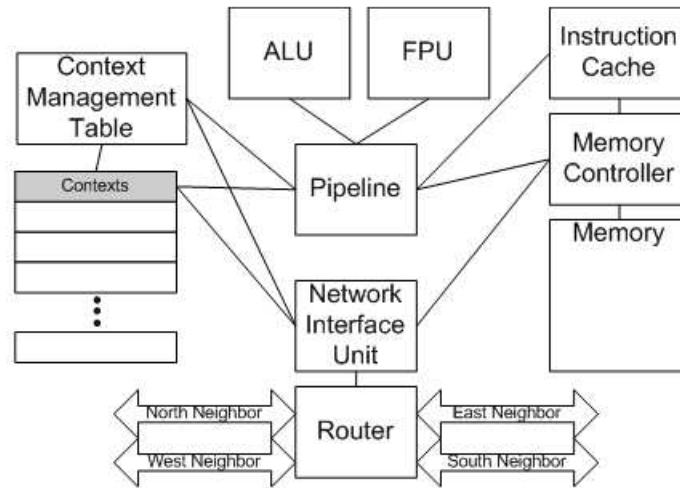 ALU
FPU
Instruction
Cache
Context
Management
Table
Contexts
Pipeline
Memory
Controller
Memory
Network
Interface
Unit
North Neighbor
East Neighbor
Router
West Neighbor
South Neighbor